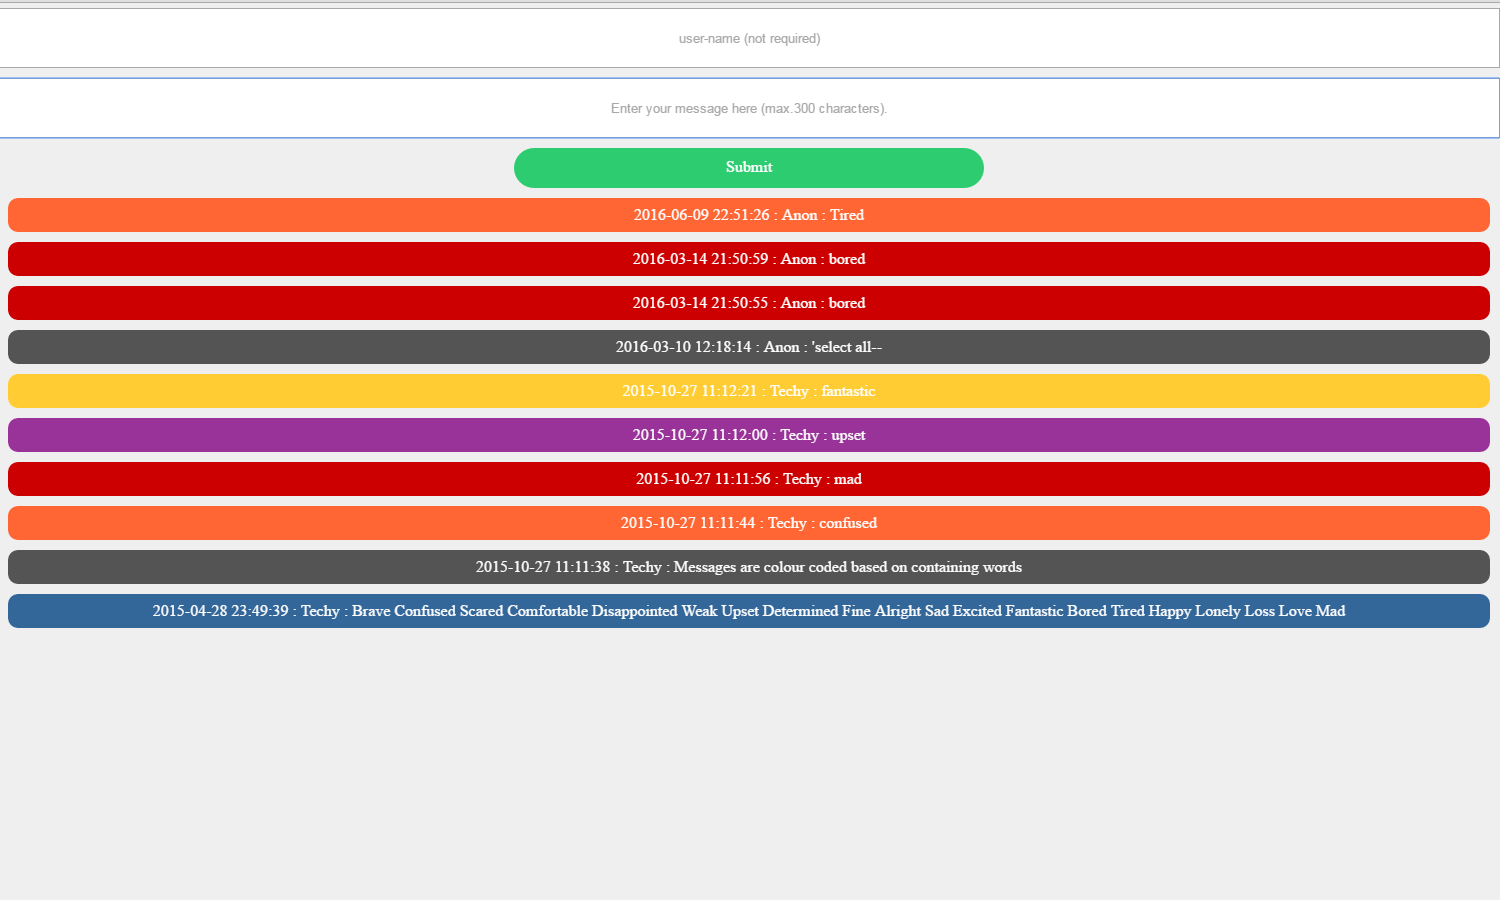 user-name (not required)
Enter your message here (max.300 characters).
Submit
2016-06-09 22:51:26 : Anon : Tired
2016-03-14 21:50:59 : Anon : bored
2016-03-14 21:50:55 : Anon : bored
2016-03-10 12:18:14 : Anon : 'select all--
2015-10-27 11:12:21 : Techy : fantastic
2015-10-27 11:12:00 : Techy : upset
2015-10-27 11:11:56 : Techy : mad
2015-10-27 11:11:44 : Techy : confused
2015-10-27 11:11:38 : Techy : Messages are colour coded based on containing words
2015-04-28 23:49:39 : Techy : Brave Confused Scared Comfortable Disappointed Weak Upset Determined Fine Alright Sad Excited Fantastic Bored Tired Happy Lonely Loss Love Mad